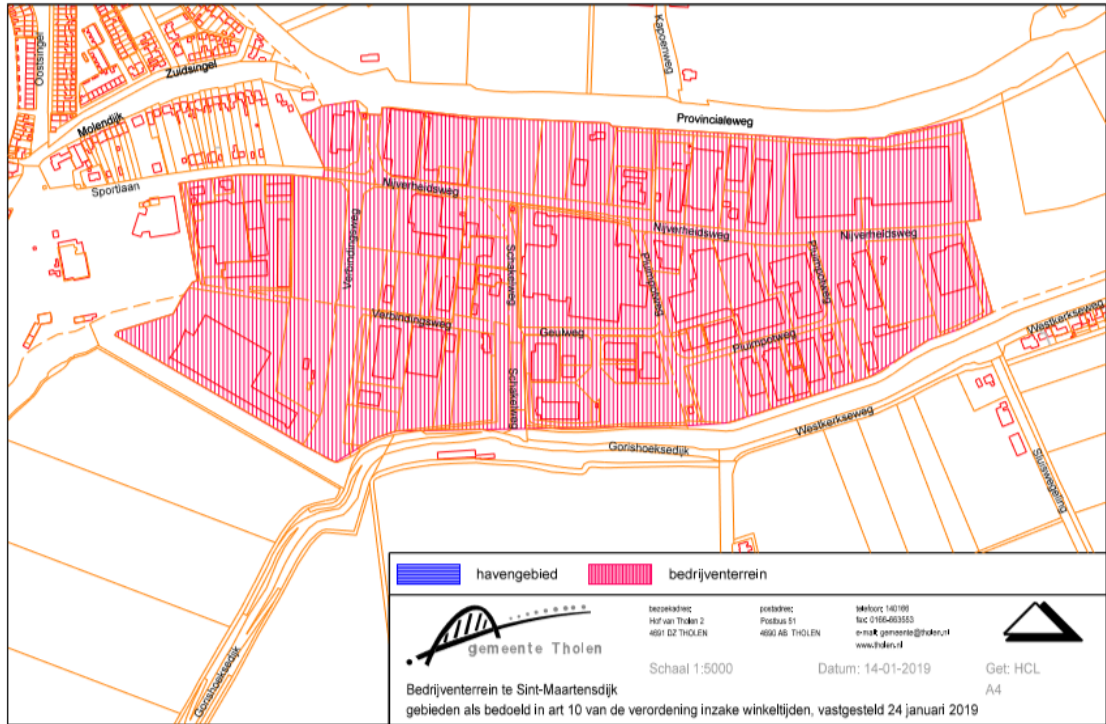 Oostsingel
Zuidsingel
Molendijk
Sportlaan
Kapoenweg
Provincialeweg
Nijverheidsweg
Nijverheidsweg
Nijverheidsweg
Verbindingsweg
Schakelweg
Pluimpotweg
Pluimpotweg
Verbindingsweg
Geulweg
Pluimpotweg
Schakelweg
Westkerkseweg
Westkerkseweg
Gorishoeksedijk
Sluiswegeling
Gorishoeksedijk
havengebied bedrijventerrein
gemeente Tholen
bezoekadres:
Hof van Tholen 2
4691 DZ THOLEN
postadres:
Postbus 51
4690 AB THOLEN
telefoon: 140166
fax: 0166-663553
e-mail: gemeente@tholen.nl
www.tholen.nl
Schaal 1:5000 Datum: 14-01-2019 Get: HCL
A4
Bedrijventerrein te Sint-Maartensdijk
gebieden als bedoeld in art 10 van de verordening inzake winkeltijden, vastgesteld 24 januari 2019